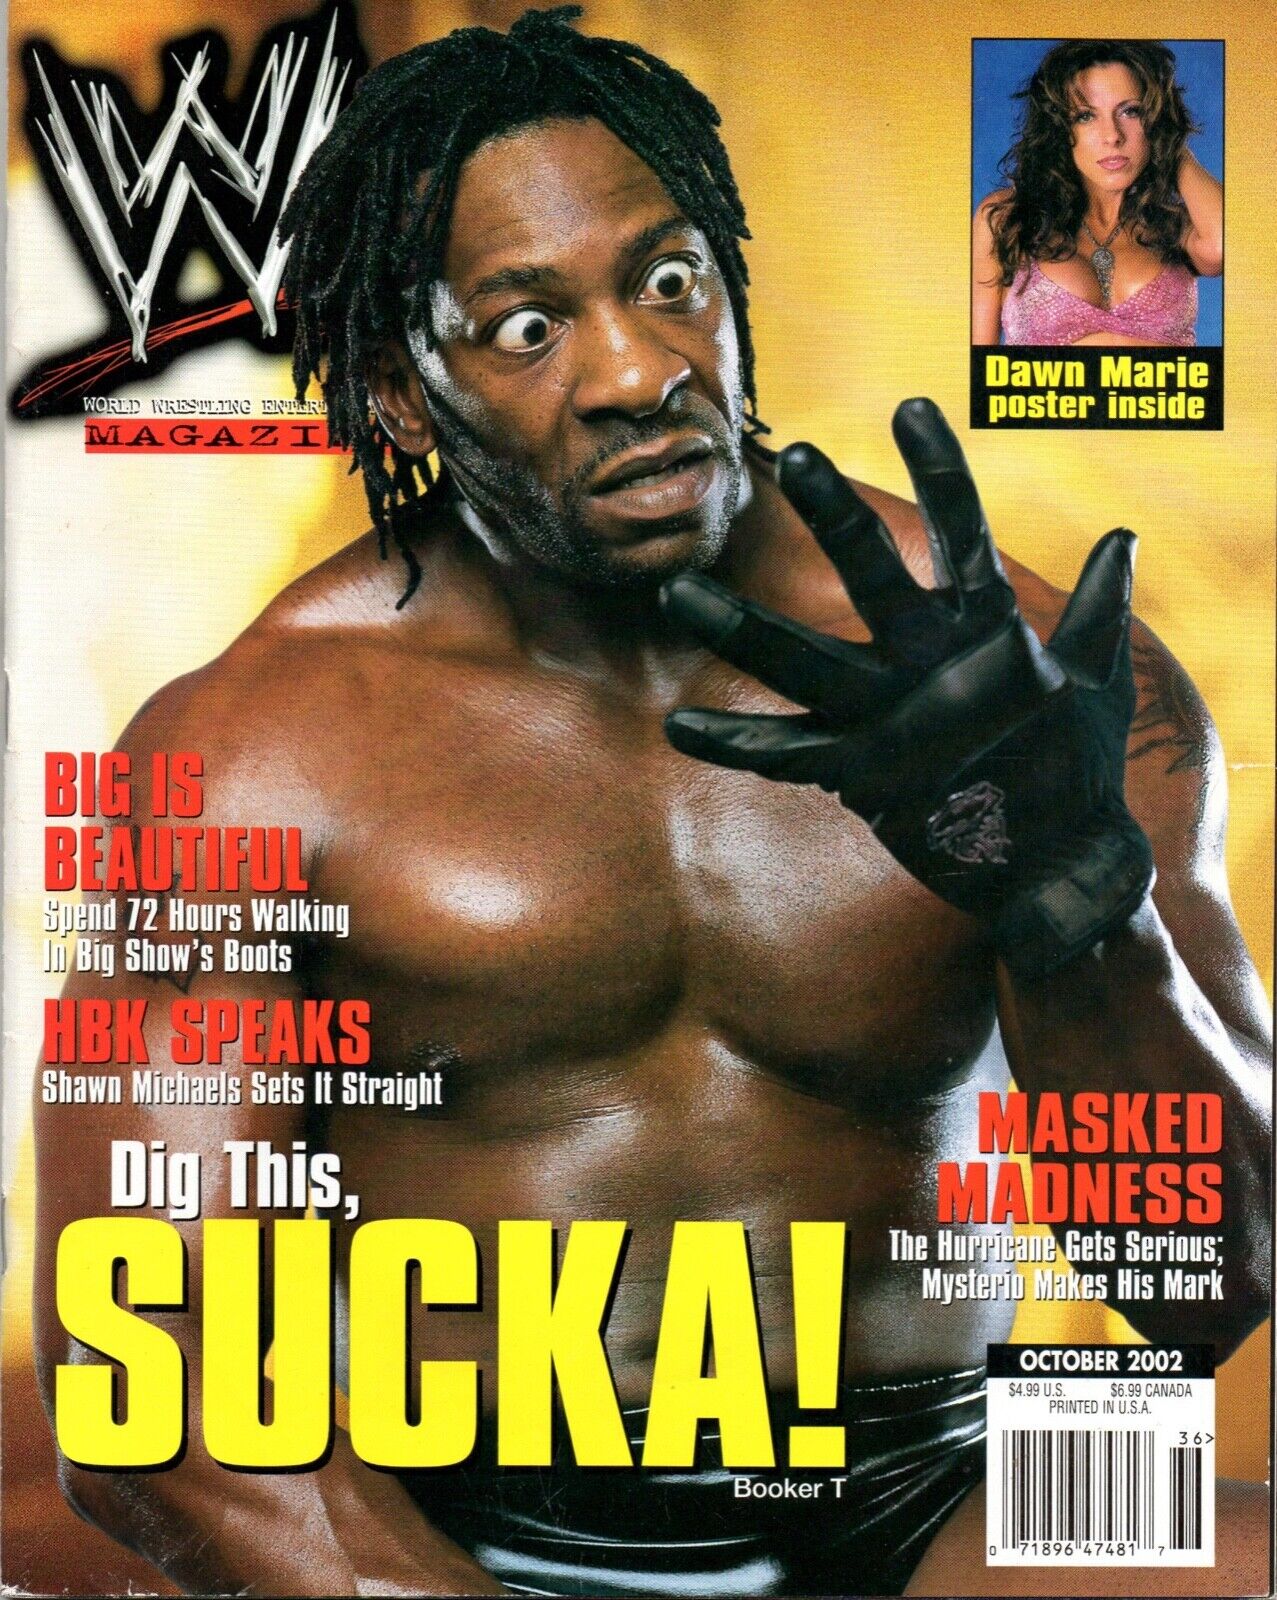 W
WORLD WRESTLING
MAGAZI
Dawn Marie
poster inside
BIG IS
BEAUTIFUL
Spend 72 Hours Walking
In Big Show's Boots
HBK SPEAKS
Shawn Michaels Sets It Straight
Dig This,
SUCKA!
Booker T
MASKED
MADNESS
The Hurricane Gets Serious;
Mysterio Makes His Mark
OCTOBER 2002
$4.99 U.S. $6.99 CANADA
PRINTED IN U.S.A.
36>
0 71896 47481 7